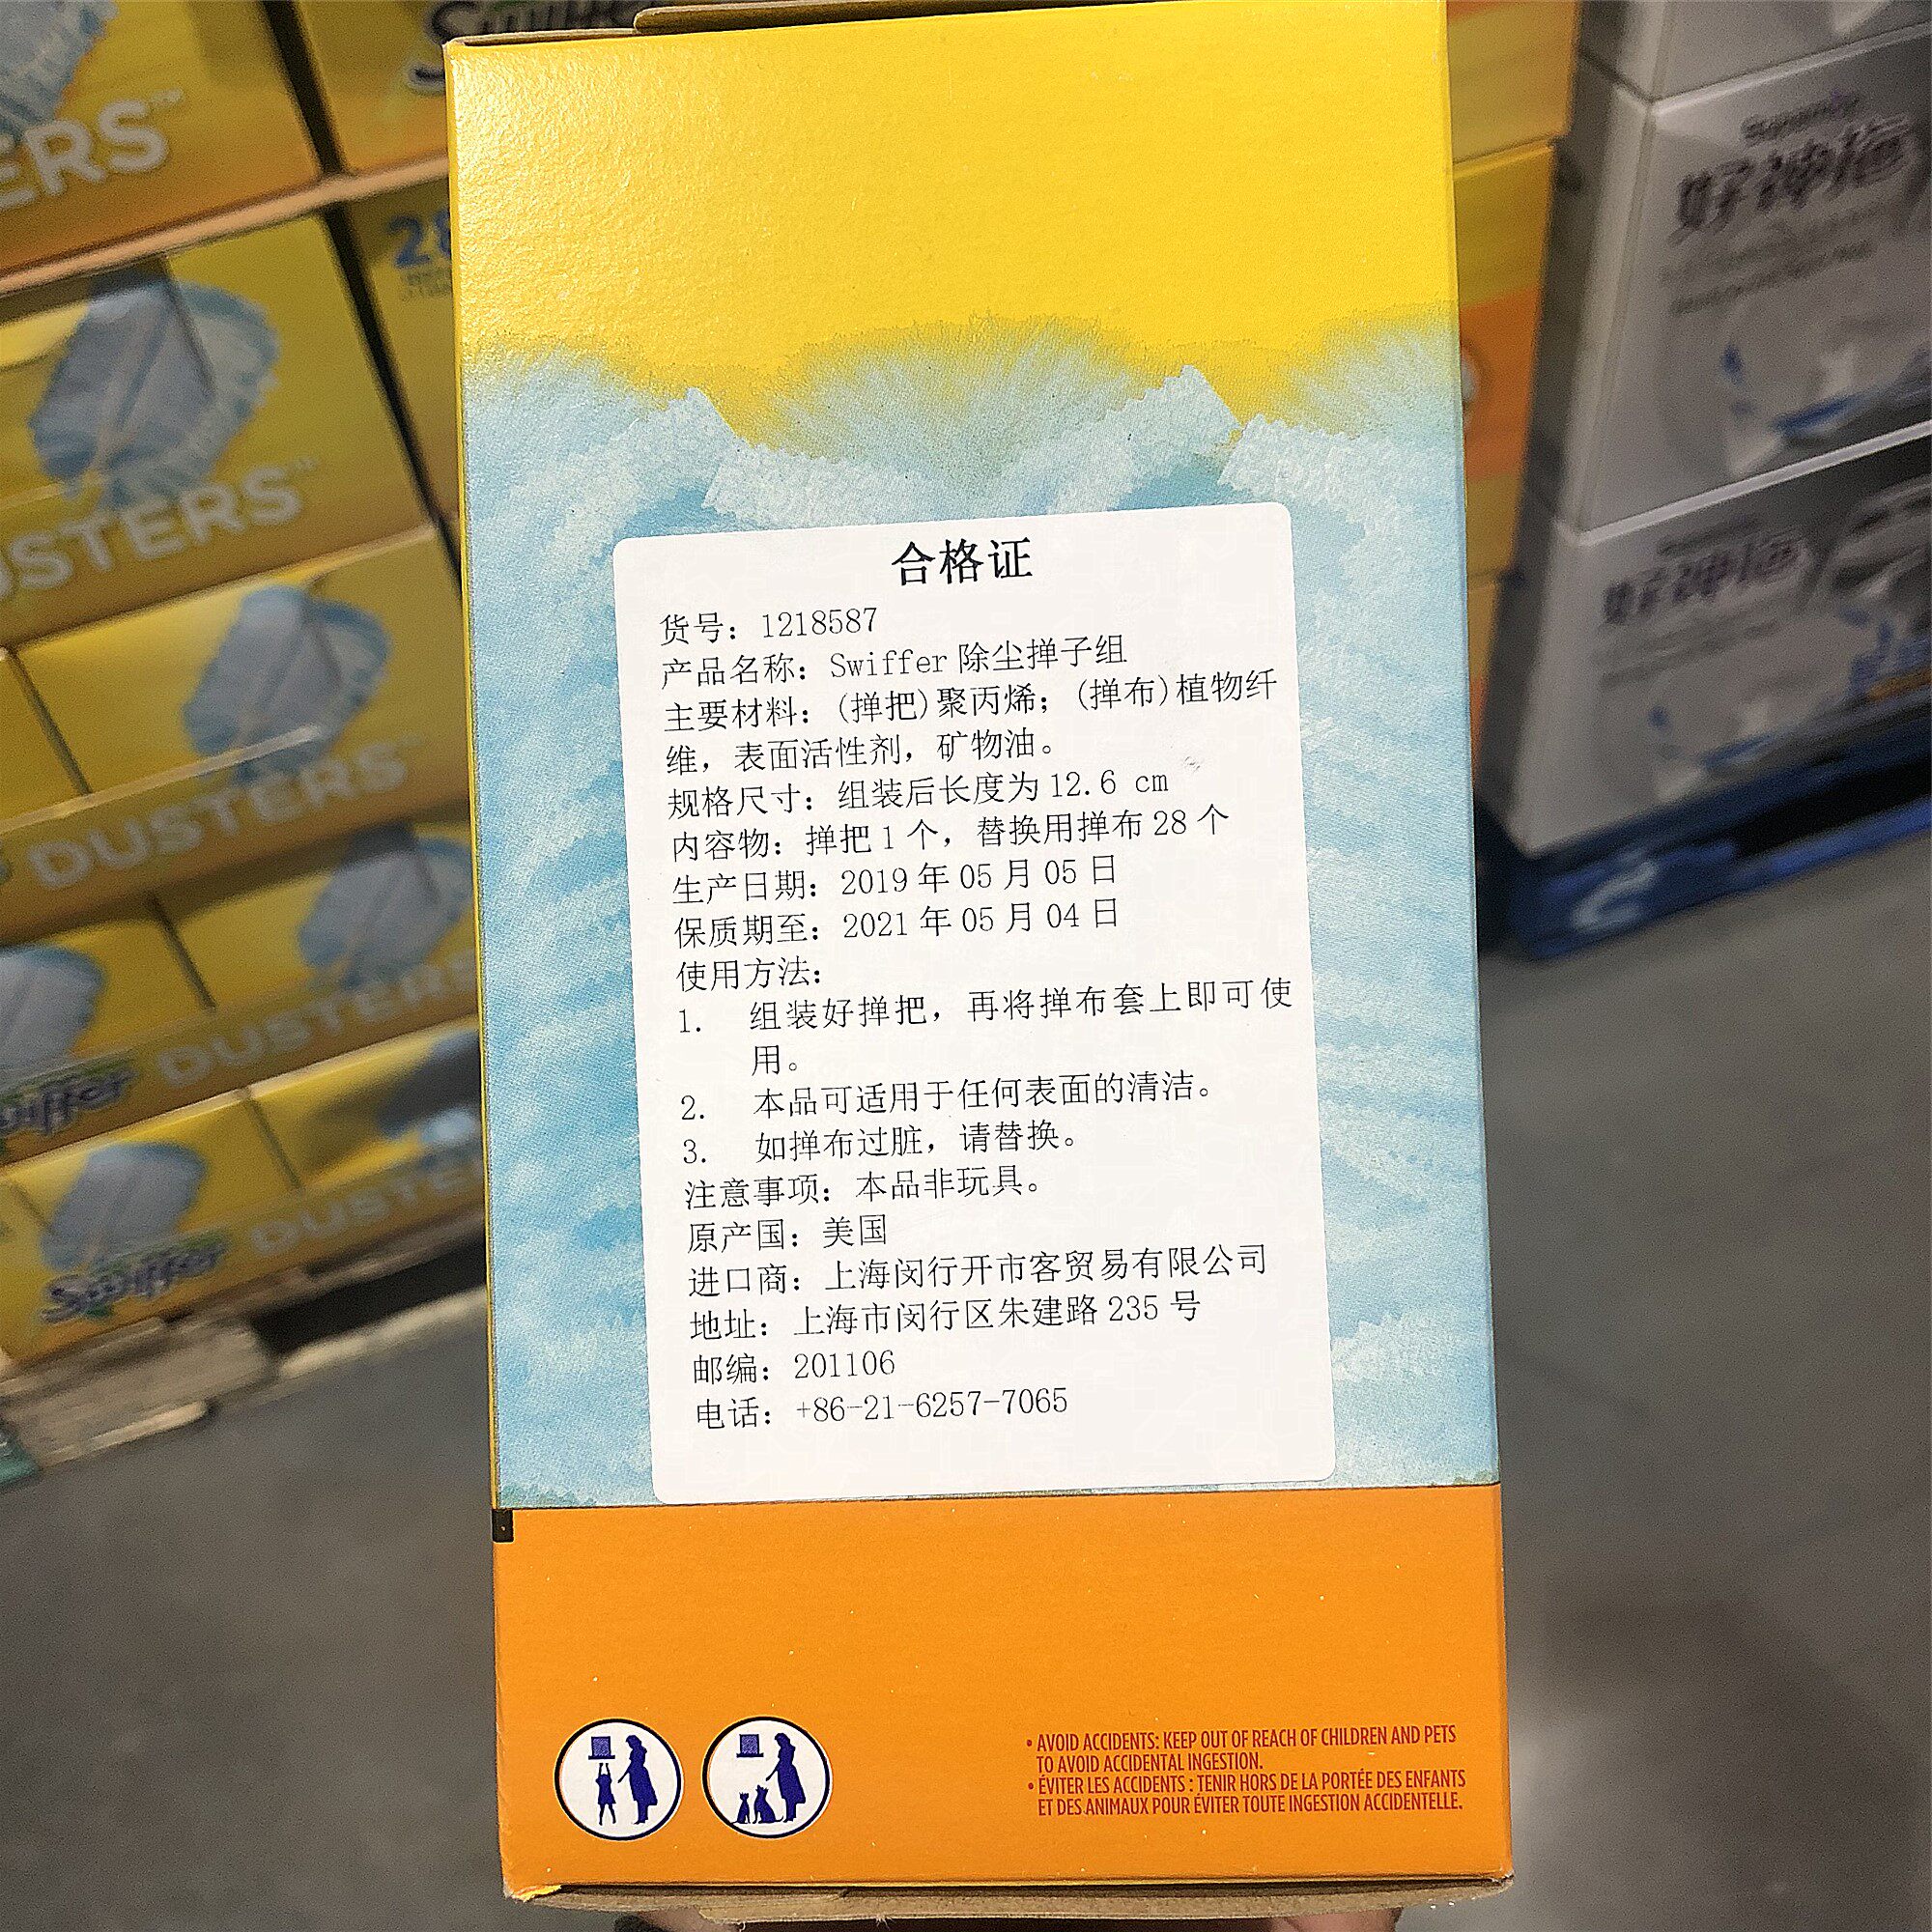 合格证
货号：1218587
产品名称：Swiffer 除尘掸子组
主要材料：(掸把)聚丙烯；(掸布)植物纤
维，表面活性剂，矿物油。
规格尺寸：组装后长度为 12.6 cm
内容物：掸把 1 个，替换用掸布 28 个
生产日期：2019 年 05 月 05 日
保质期至：2021 年 05 月 04 日
使用方法：
1. 组装好掸把，再将掸布套上即可使
用。
2. 本品可适用于任何表面的清洁。
3. 如掸布过脏，请替换。
注意事项：本品非玩具。
原产国：美国
进口商：上海闵行开市客贸易有限公司
地址：上海市闵行区朱建路 235 号
邮编：201106
电话：+86-21-6257-7065
• AVOID ACCIDENTS: KEEP OUT OF REACH OF CHILDREN AND PETS
TO AVOID ACCIDENTAL INGESTION.
• ÉVITER LES ACCIDENTS : TENIR HORS DE LA PORTÉE DES ENFANTS
ET DES ANIMAUX POUR ÉVITER TOUTE INGESTION ACCIDENTELLE.
DUSTERS
DUSTERS
Swiffer DUSTERS
好神拖
好神拖